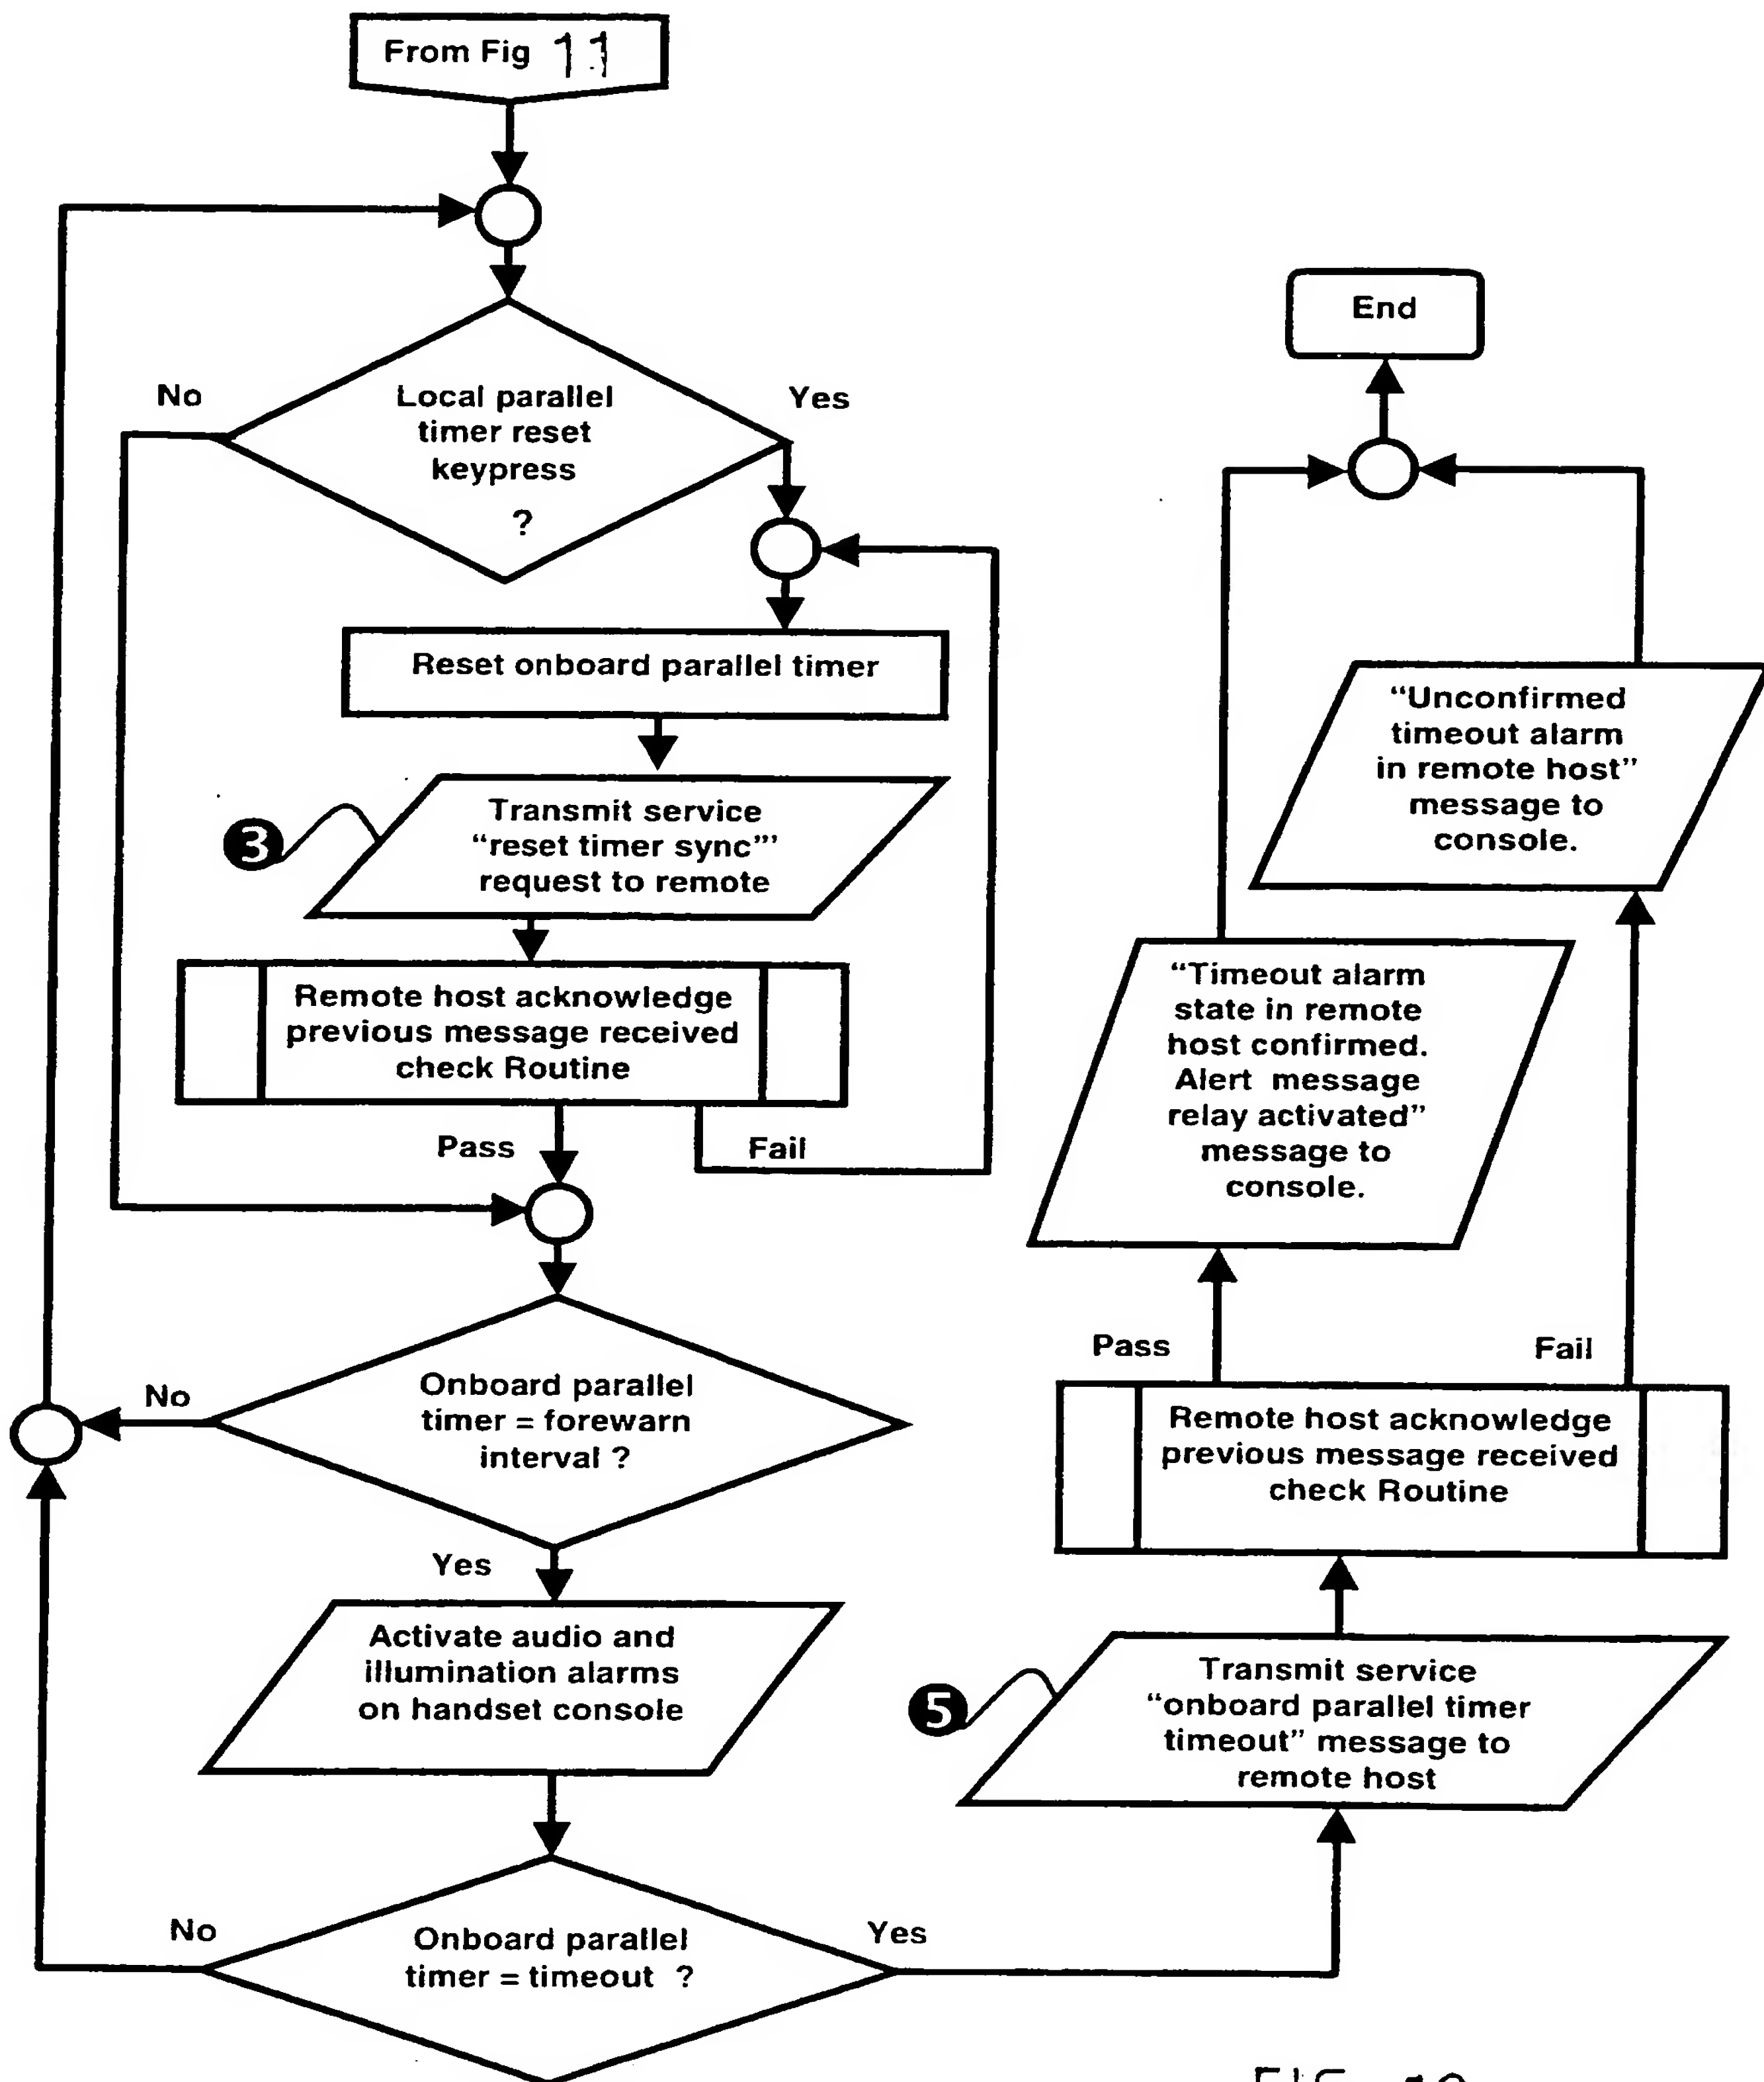 From Fig 11
Local parallel
timer reset
keypress
?
No
Yes
Reset onboard parallel timer
3
Transmit service
“reset timer sync”’
request to remote
Remote host acknowledge
previous message received
check Routine
Pass
Fail
Onboard parallel
timer = forewarn
interval ?
No
Yes
Activate audio and
illumination alarms
on handset console
Onboard parallel
timer = timeout ?
No
Yes
5
Transmit service
“onboard parallel timer
timeout” message to
remote host
Remote host acknowledge
previous message received
check Routine
Pass
Fail
“Timeout alarm
state in remote
host confirmed.
Alert message
relay activated”
message to
console.
“Unconfirmed
timeout alarm
in remote host”
message to
console.
End
FIG